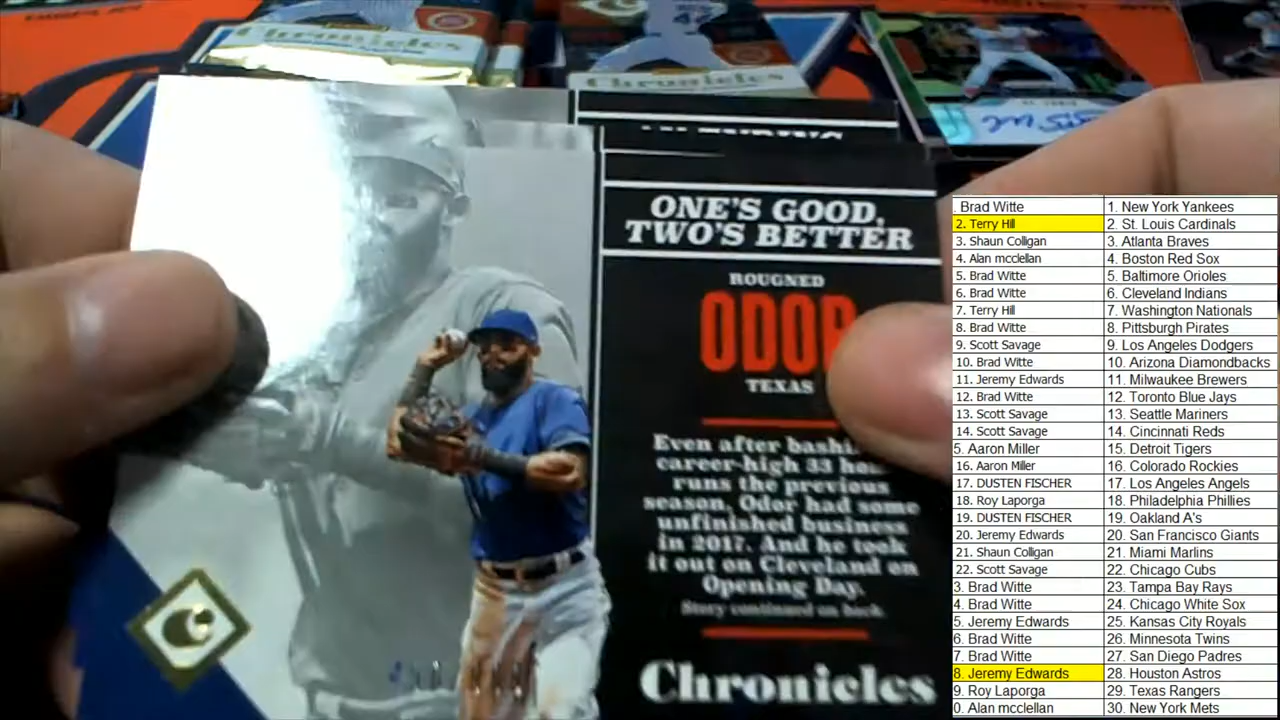 Chronicles
Chronicles
ONE'S GOOD,
TWO'S BETTER
ROUGNED
ODOR
TEXAS
Even after
career-high 33
runs the previous
season, Odor had some
unfinished business
in 2017. And he took
it out on Cleveland on
Opening Day.
Story continued on back.
Chronicles
C
. Brad Witte 1. New York Yankees
2. Terry Hill 2. St. Louis Cardinals
3. Shaun Colligan 3. Atlanta Braves
4. Alan mcclellan 4. Boston Red Sox
5. Brad Witte 5. Baltimore Orioles
6. Brad Witte 6. Cleveland Indians
7. Terry Hill 7. Washington Nationals
8. Brad Witte 8. Pittsburgh Pirates
9. Scott Savage 9. Los Angeles Dodgers
10. Brad Witte 10. Arizona Diamondbacks
11. Jeremy Edwards 11. Milwaukee Brewers
12. Brad Witte 12. Toronto Blue Jays
13. Scott Savage 13. Seattle Mariners
14. Scott Savage 14. Cincinnati Reds
5. Aaron Miller 15. Detroit Tigers
16. Aaron Miller 16. Colorado Rockies
17. DUSTEN FISCHER 17. Los Angeles Angels
18. Roy Laporga 18. Philadelphia Phillies
19. DUSTEN FISCHER 19. Oakland A's
20. Jeremy Edwards 20. San Francisco Giants
21. Shaun Colligan 21. Miami Marlins
22. Scott Savage 22. Chicago Cubs
3. Brad Witte 23. Tampa Bay Rays
4. Brad Witte 24. Chicago White Sox
5. Jeremy Edwards 25. Kansas City Royals
6. Brad Witte 26. Minnesota Twins
7. Brad Witte 27. San Diego Padres
8. Jeremy Edwards 28. Houston Astros
9. Roy Laporga 29. Texas Rangers
0. Alan mcclellan 30. New York Mets